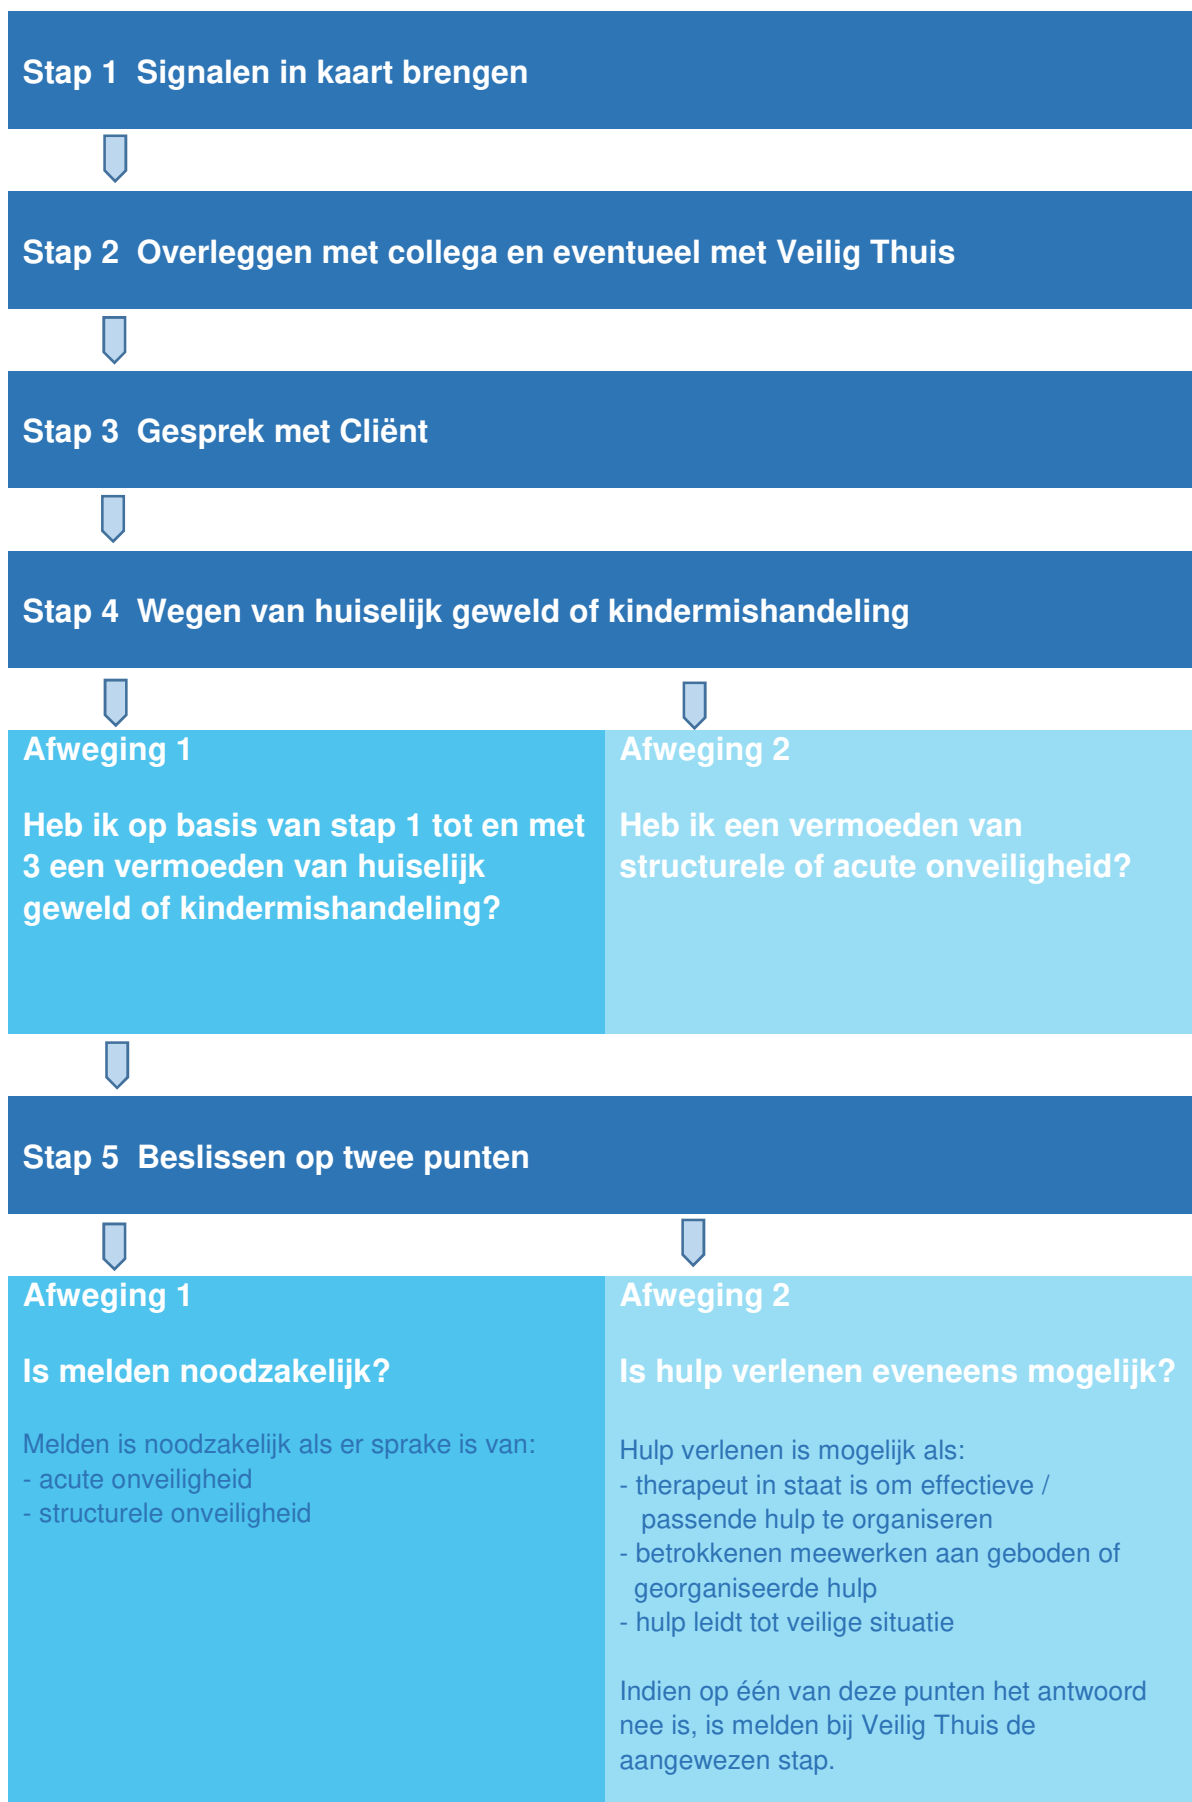 Stap 1  Signalen in kaart brengen
Stap 2  Overleggen met collega en eventueel met Veilig Thuis
Stap 3  Gesprek met Cliënt
Stap 4  Wegen van huiselijk geweld of kindermishandeling
Afweging 1
Heb ik op basis van stap 1 tot en met
3 een vermoeden van huiselijk
geweld of kindermishandeling?
Afweging 2
Heb ik een vermoeden van
structurele of acute onveiligheid?
Stap 5  Beslissen op twee punten
Afweging 1
Is melden noodzakelijk?
Melden is noodzakelijk als er sprake is van:
- acute onveiligheid
- structurele onveiligheid
Afweging 2
Is hulp verlenen eveneens mogelijk?
Hulp verlenen is mogelijk als:
- therapeut in staat is om effectieve /
passende hulp te organiseren
- betrokkenen meewerken aan geboden of
georganiseerde hulp
- hulp leidt tot veilige situatie
Indien op één van deze punten het antwoord
nee is, is melden bij Veilig Thuis de
aangewezen stap.